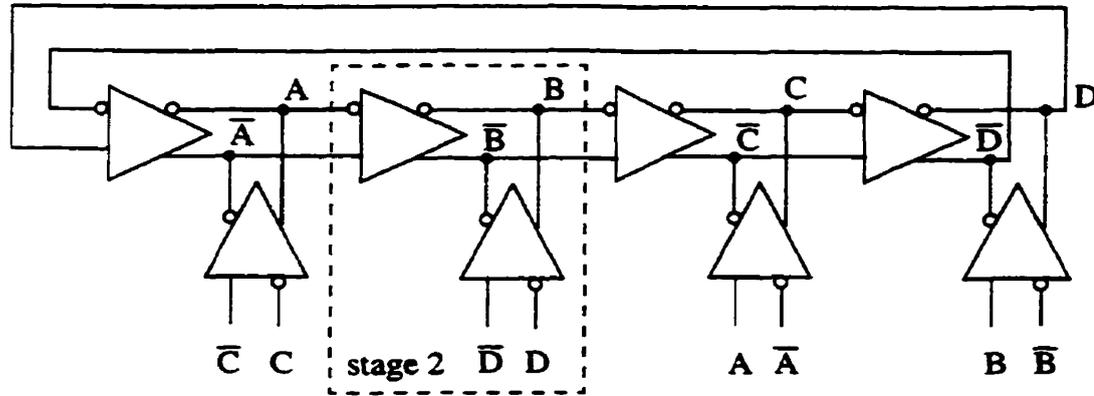 A B C D
A̅ B̅ C̅ D̅
C̅ C stage 2 D̅ D A A̅ B B̅